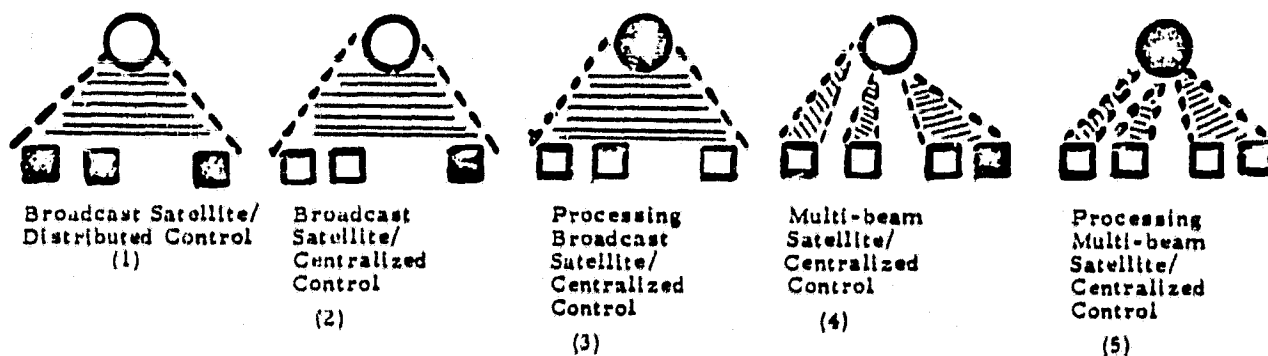 Broadcast Satellite/
Distributed Control
(1)
Broadcast
Satellite/
Centralized
Control
(2)
Processing
Broadcast
Satellite/
Centralized
Control
(3)
Multi-beam
Satellite/
Centralized
Control
(4)
Processing
Multi-beam
Satellite/
Centralized
Control
(5)